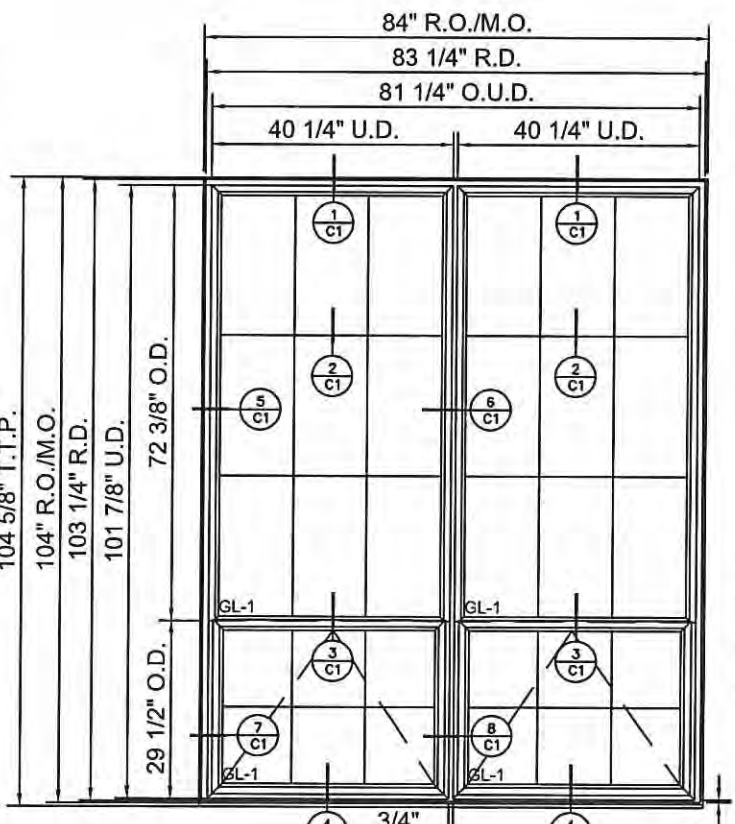 84" R.O./M.O.
83 1/4" R.D.
81 1/4" O.U.D.
40 1/4" U.D. 40 1/4" U.D.
104 5/8" T.T.P.
104" R.O./M.O.
103 1/4" R.D.
101 7/8" U.D.
72 3/8" O.D.
29 1/2" O.D.
1 1
C1 C1
2 2
C1 C1
5 6
C1 C1
GL-1 GL-1
3 3
C1 C1
7 8
C1 C1
GL-1 GL-1
3/4"
4 4